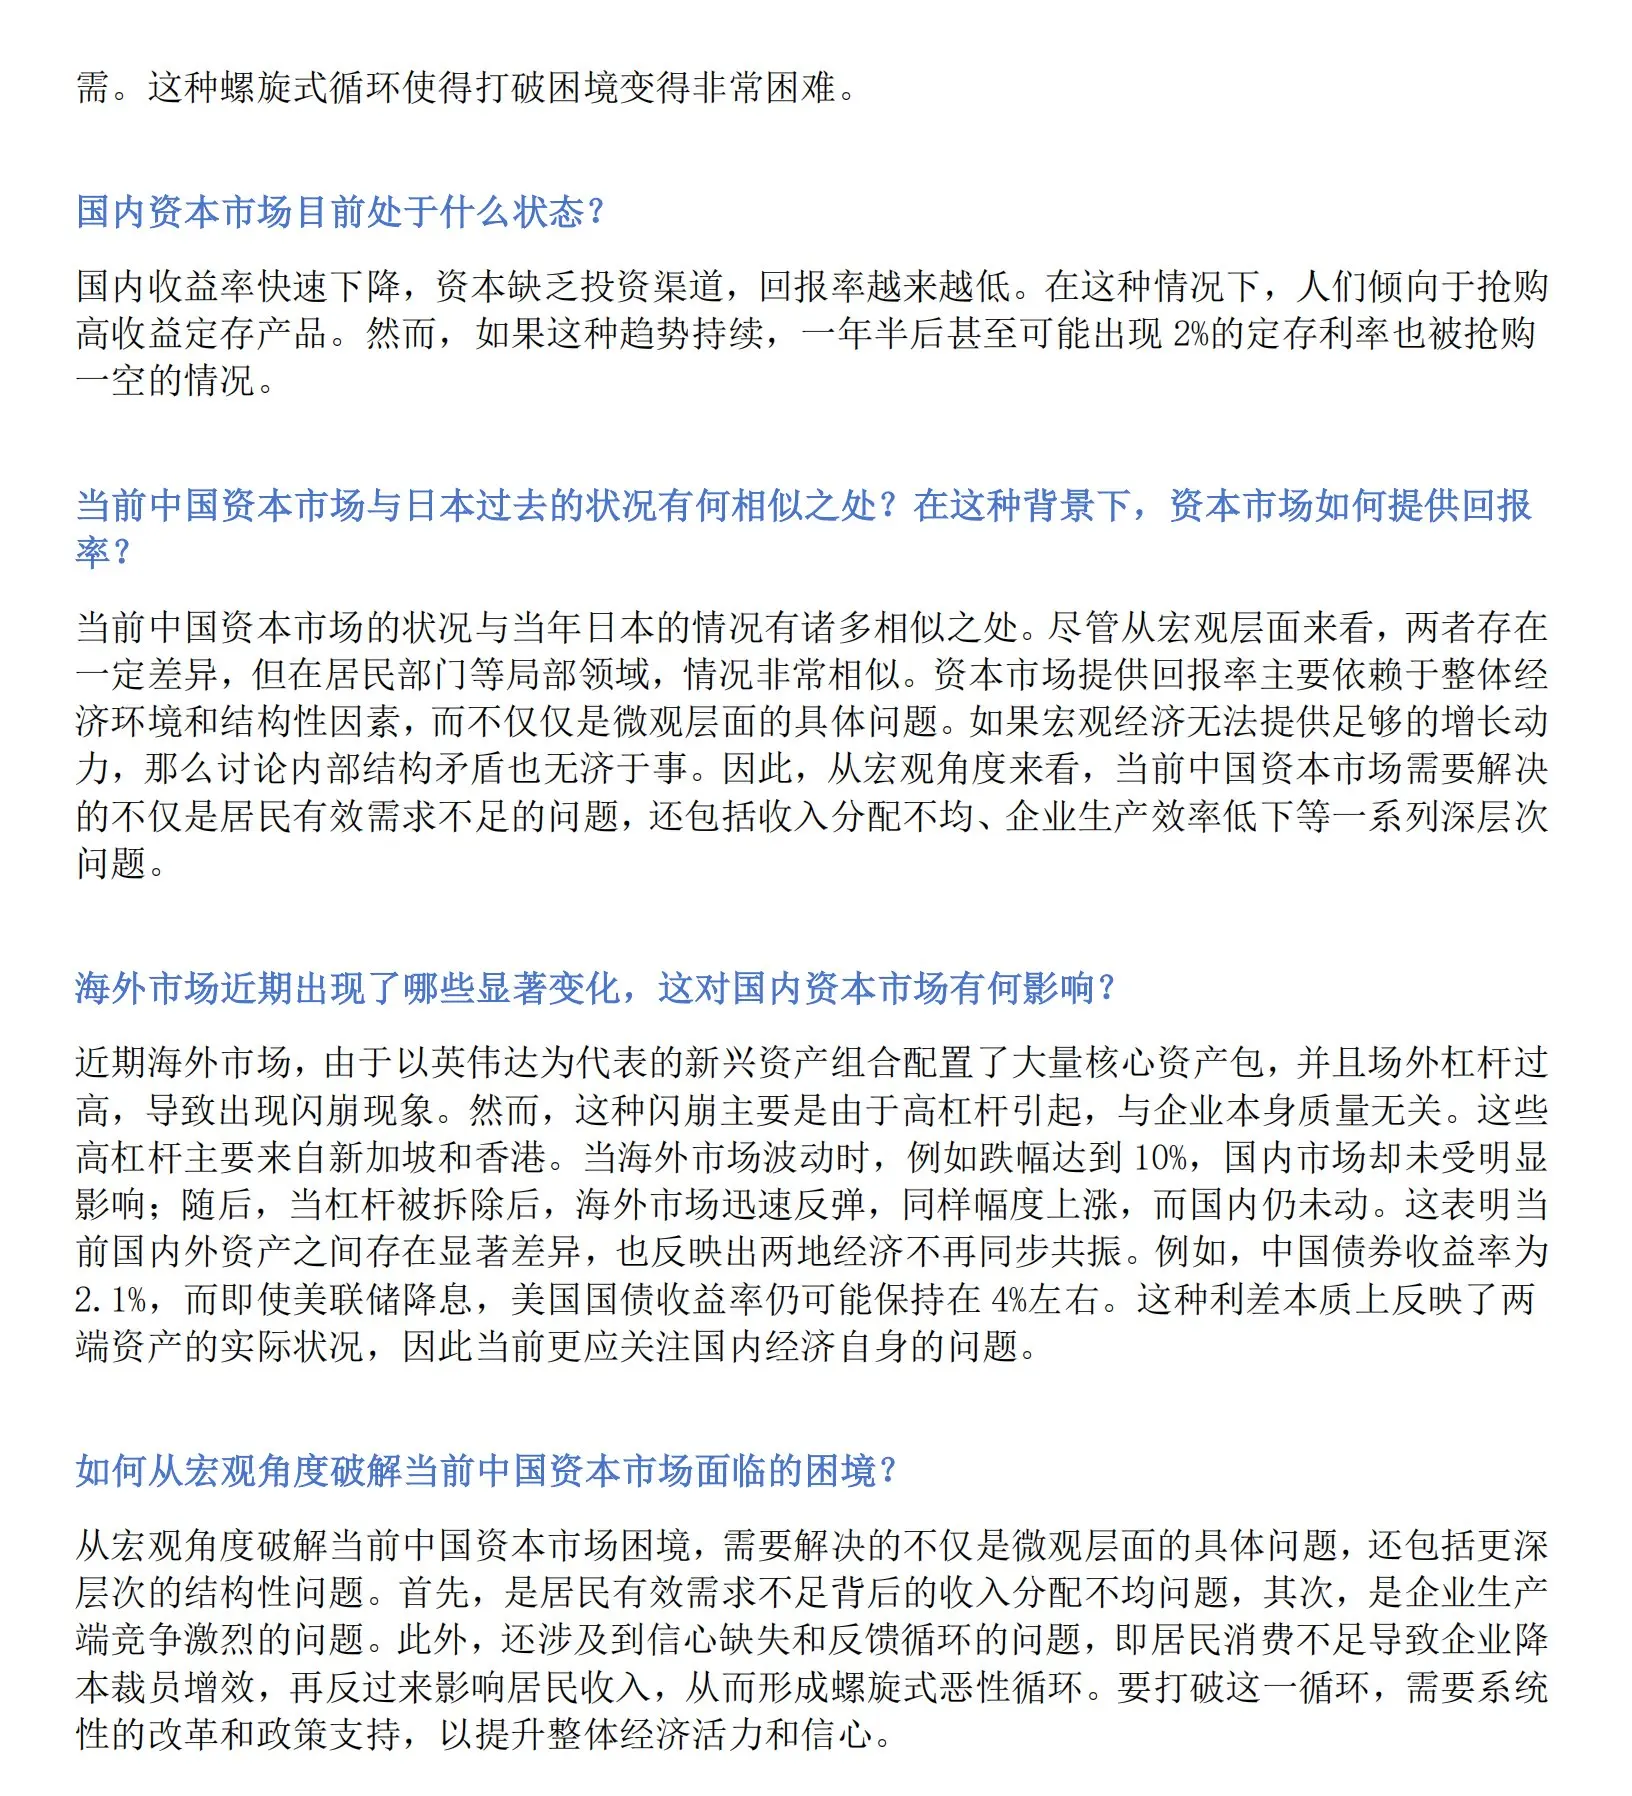 需。这种螺旋式循环使得打破困境变得非常困难。
国内资本市场目前处于什么状态？
国内收益率快速下降，资本缺乏投资渠道，回报率越来越低。在这种情况下，人们倾向于抢购
高收益定存产品。然而，如果这种趋势持续，一年半后甚至可能出现 2%的定存利率也被抢购
一空的情况。
当前中国资本市场与日本过去的状况有何相似之处？在这种背景下，资本市场如何提供回报
率？
当前中国资本市场的状况与当年日本的情况有诸多相似之处。尽管从宏观层面来看，两者存在
一定差异，但在居民部门等局部领域，情况非常相似。资本市场提供回报率主要依赖于整体经
济环境和结构性因素，而不仅仅是微观层面的具体问题。如果宏观经济无法提供足够的增长动
力，那么讨论内部结构矛盾也无济于事。因此，从宏观角度来看，当前中国资本市场需要解决
的不仅是居民有效需求不足的问题，还包括收入分配不均、企业生产效率低下等一系列深层次
问题。
海外市场近期出现了哪些显著变化，这对国内资本市场有何影响？
近期海外市场，由于以英伟达为代表的新兴资产组合配置了大量核心资产包，并且场外杠杆过
高，导致出现闪崩现象。然而，这种闪崩主要是由于高杠杆引起，与企业本身质量无关。这些
高杠杆主要来自新加坡和香港。当海外市场波动时，例如跌幅达到 10%，国内市场却未受明显
影响；随后，当杠杆被拆除后，海外市场迅速反弹，同样幅度上涨，而国内仍未动。这表明当
前国内外资产之间存在显著差异，也反映出两地经济不再同步共振。例如，中国债券收益率为
2.1%，而即使美联储降息，美国国债收益率仍可能保持在 4%左右。这种利差本质上反映了两
端资产的实际状况，因此当前更应关注国内经济自身的问题。
如何从宏观角度破解当前中国资本市场面临的困境？
从宏观角度破解当前中国资本市场困境，需要解决的不仅是微观层面的具体问题，还包括更深
层次的结构性问题。首先，是居民有效需求不足背后的收入分配不均问题，其次，是企业生产
端竞争激烈的问题。此外，还涉及到信心缺失和反馈循环的问题，即居民消费不足导致企业降
本裁员增效，再反过来影响居民收入，从而形成螺旋式恶性循环。要打破这一循环，需要系统
性的改革和政策支持，以提升整体经济活力和信心。